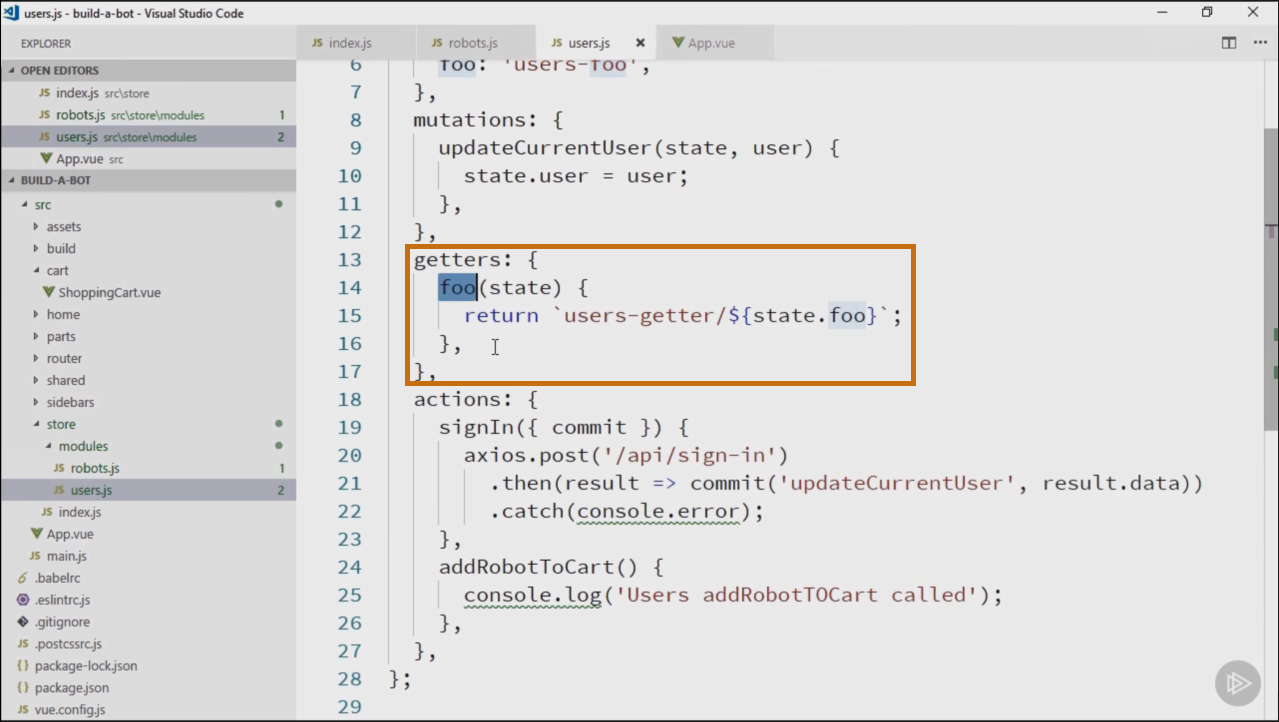 users.js - build-a-bot - Visual Studio Code
EXPLORER
JS index.js
JS robots.js
JS users.js
App.vue
OPEN EDITORS
JS index.js src\store
JS robots.js src\store\modules 1
JS users.js src\store\modules 2
App.vue src
BUILD-A-BOT
src
assets
build
cart
ShoppingCart.vue
home
parts
router
shared
sidebars
store
modules
JS robots.js 1
JS users.js 2
JS index.js
App.vue
JS main.js
.babelrc
.eslintrc.js
.gitignore
JS .postcssrc.js
{} package-lock.json
{} package.json
JS vue.config.js
6 foo: 'users-foo',
7 },
8 mutations: {
9 updateCurrentUser(state, user) {
10 state.user = user;
11 },
12 },
13 getters: {
14 foo(state) {
15 return `users-getter/${state.foo}`;
16 },
17 },
18 actions: {
19 signIn({ commit }) {
20 axios.post('/api/sign-in')
21 .then(result => commit('updateCurrentUser', result.data))
22 .catch(console.error);
23 },
24 addRobotToCart() {
25 console.log('Users addRobotTOCart called');
26 },
27 },
28 };
29